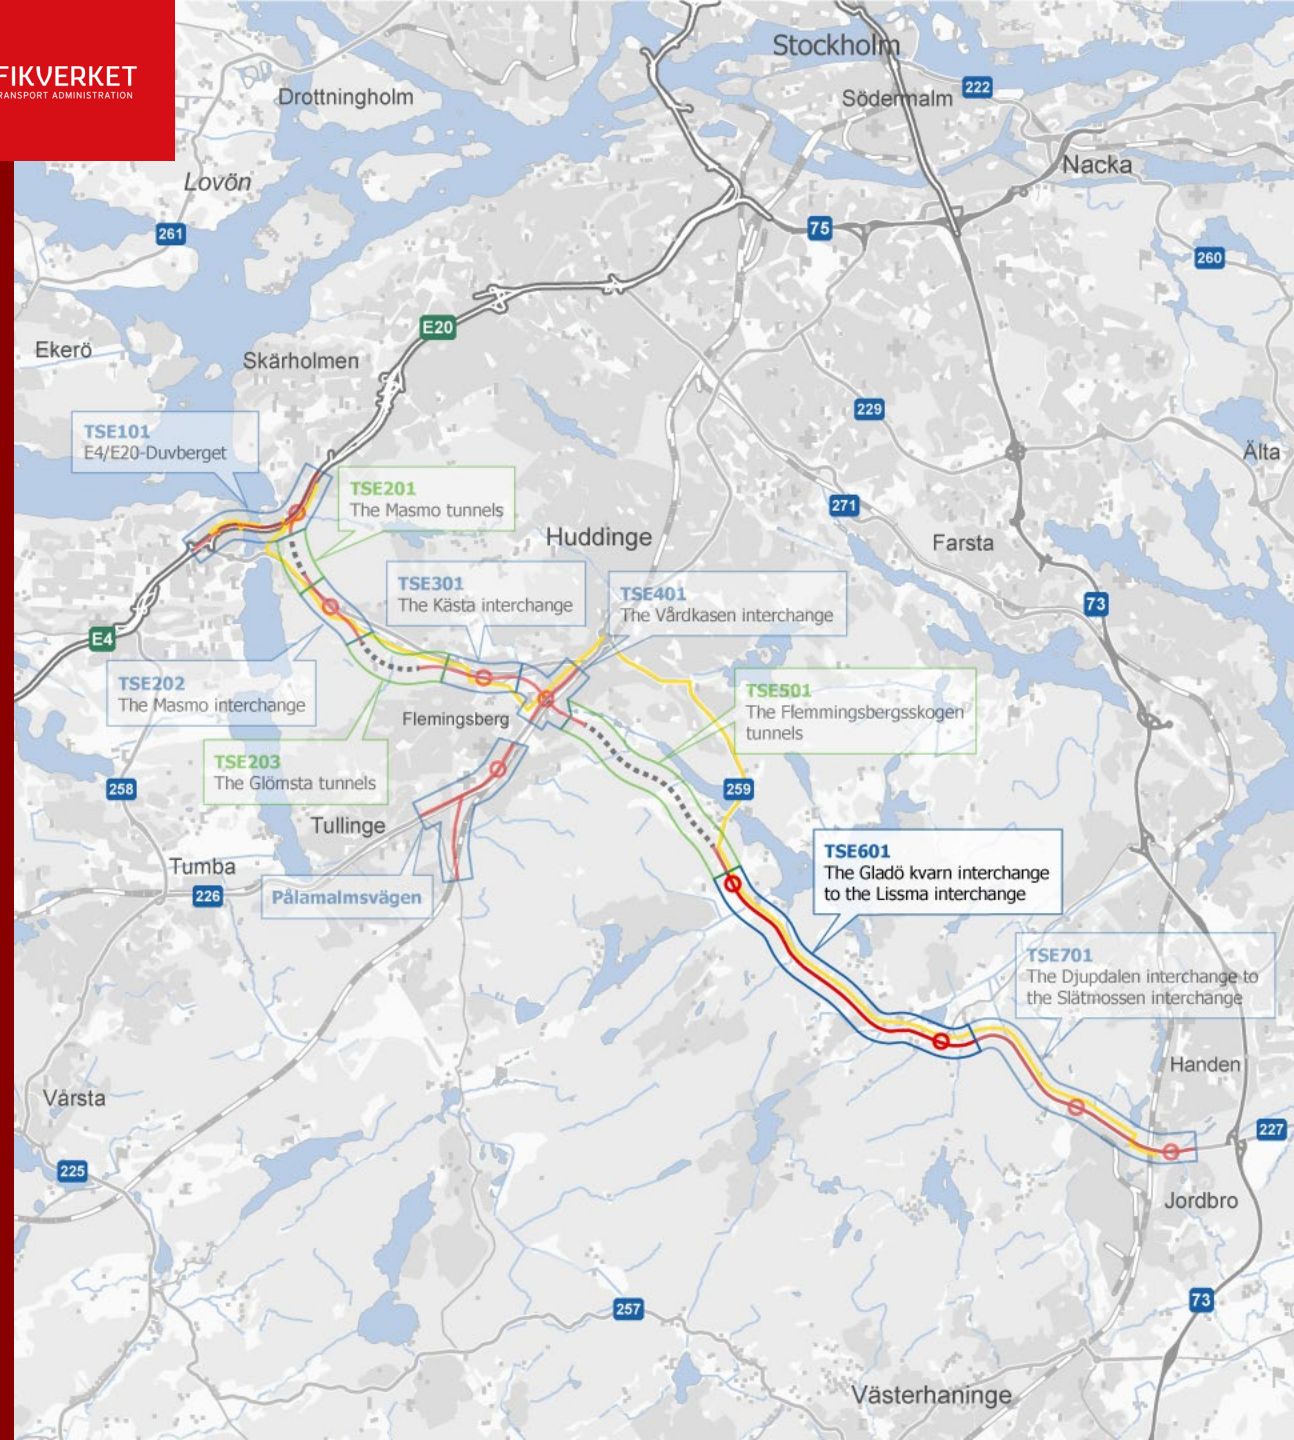 FIKVERKET
RANSPORT ADMINISTRATION
Stockholm
222
Drottningholm
Södermalm
Nacka
Lovön
261
75
260
E20
Ekerö
Skärholmen
229
TSE101
E4/E20-Duvberget
Älta
TSE201
The Masmo tunnels
271
Huddinge
Farsta
TSE301
The Kästa interchange
TSE401
The Vårdkasen interchange
73
E4
TSE202
The Masmo interchange
TSE501
The Flemmingsbergsskogen
tunnels
Flemingsberg
TSE203
The Glömsta tunnels
258
259
Tullinge
TSE601
The Gladö kvarn interchange
to the Lissma interchange
Tumba
226
Pålamalmsvägen
TSE701
The Djupdalen interchange to
the Slätmossen interchange
Handen
Vårsta
227
225
Jordbro
73
257
Västerhaninge